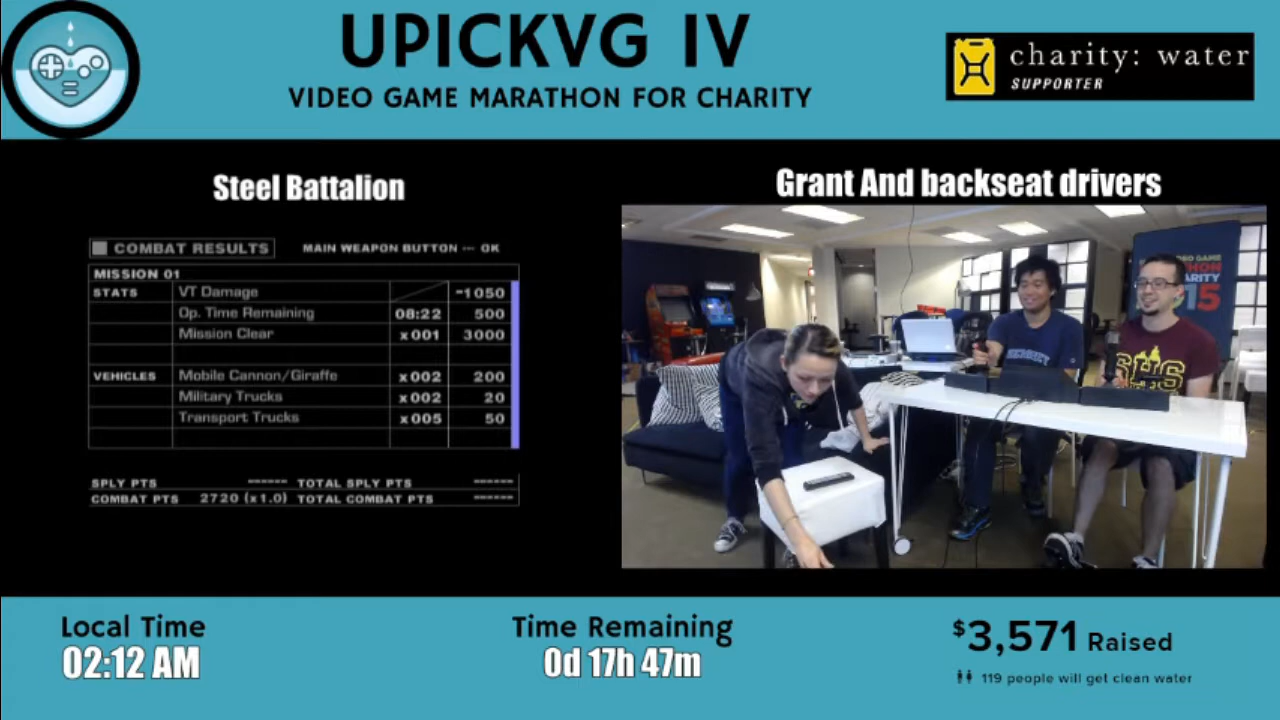 UPICKVG IV
VIDEO GAME MARATHON FOR CHARITY
charity: water
SUPPORTER
Steel Battalion
Grant And backseat drivers
COMBAT RESULTS
MAIN WEAPON BUTTON --- OK
MISSION 01
STATS VT Damage -1050
Op. Time Remaining 08:22 500
Mission Clear x001 3000
VEHICLES Mobile Cannon/Giraffe x002 200
Military Trucks x002 20
Transport Trucks x005 50
SPLY PTS ------ TOTAL SPLY PTS ------
COMBAT PTS 2720 (x1.0) TOTAL COMBAT PTS ------
Local Time
02:12 AM
Time Remaining
0d 17h 47m
$3,571 Raised
119 people will get clean water